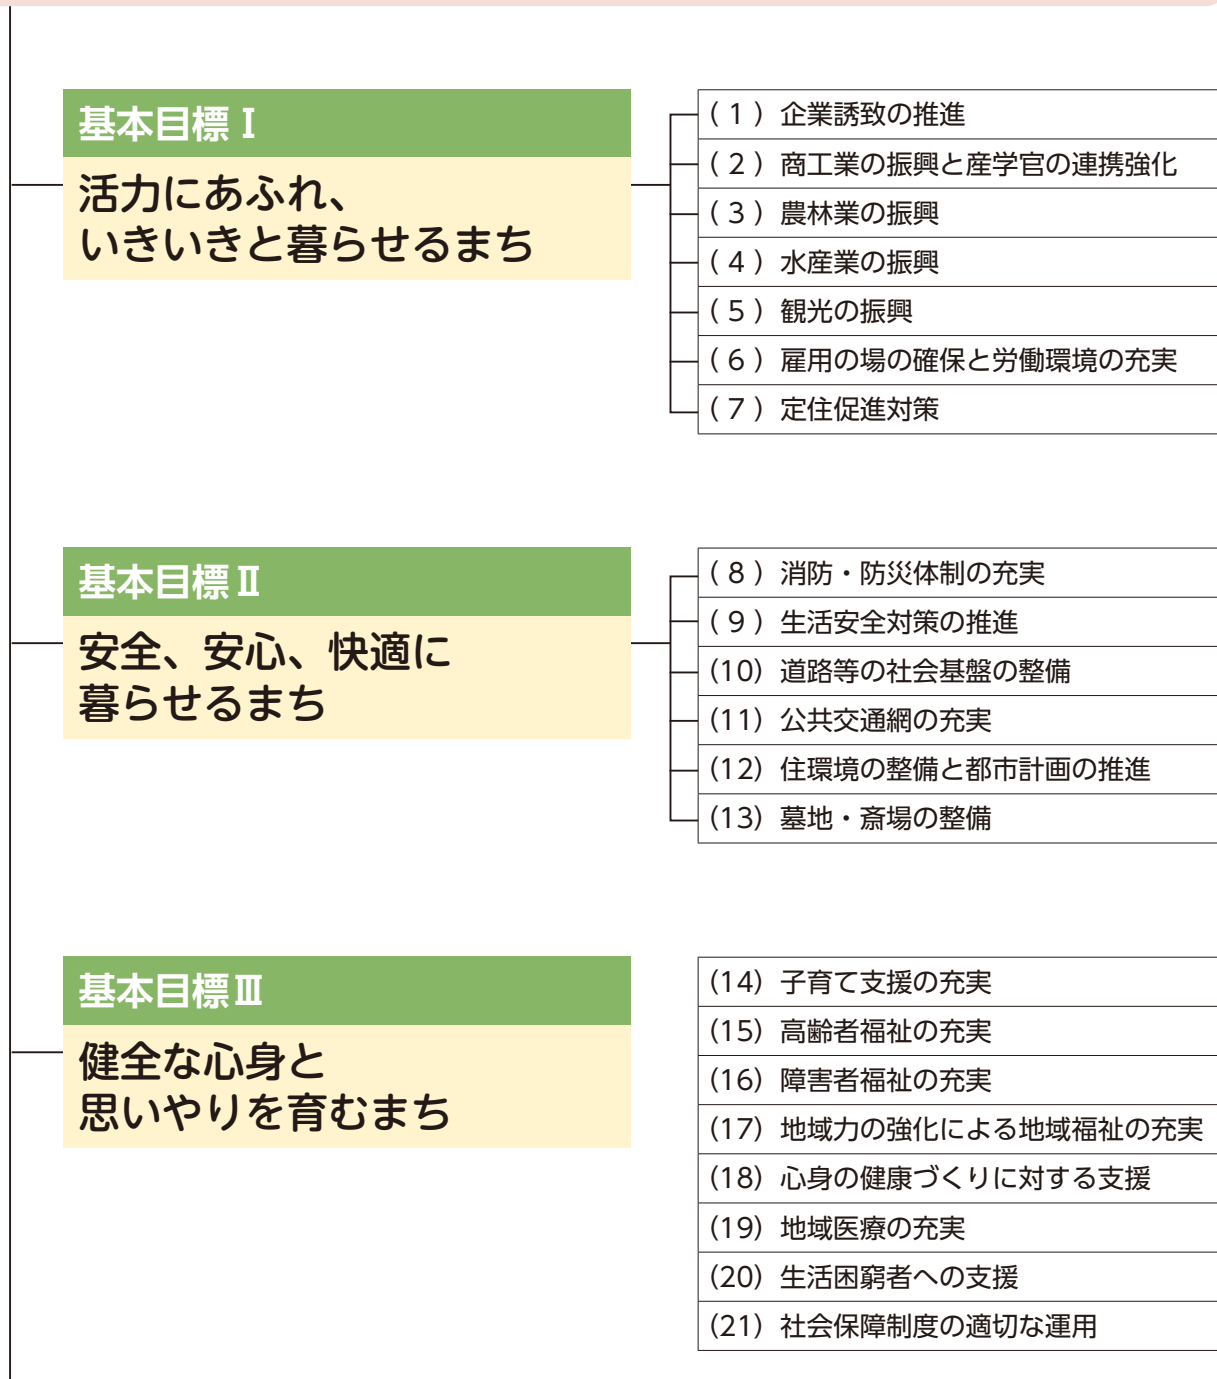 基本目標 Ⅰ
活力にあふれ、
いきいきと暮らせるまち
（1）企業誘致の推進
（2）商工業の振興と産学官の連携強化
（3）農林業の振興
（4）水産業の振興
（5）観光の振興
（6）雇用の場の確保と労働環境の充実
（7）定住促進対策
基本目標Ⅱ
安全、安心、快適に
暮らせるまち
（8）消防・防災体制の充実
（9）生活安全対策の推進
（10）道路等の社会基盤の整備
（11）公共交通網の充実
（12）住環境の整備と都市計画の推進
（13）墓地・斎場の整備
基本目標Ⅲ
健全な心身と
思いやりを育むまち
（14）子育て支援の充実
（15）高齢者福祉の充実
（16）障害者福祉の充実
（17）地域力の強化による地域福祉の充実
（18）心身の健康づくりに対する支援
（19）地域医療の充実
（20）生活困窮者への支援
（21）社会保障制度の適切な運用